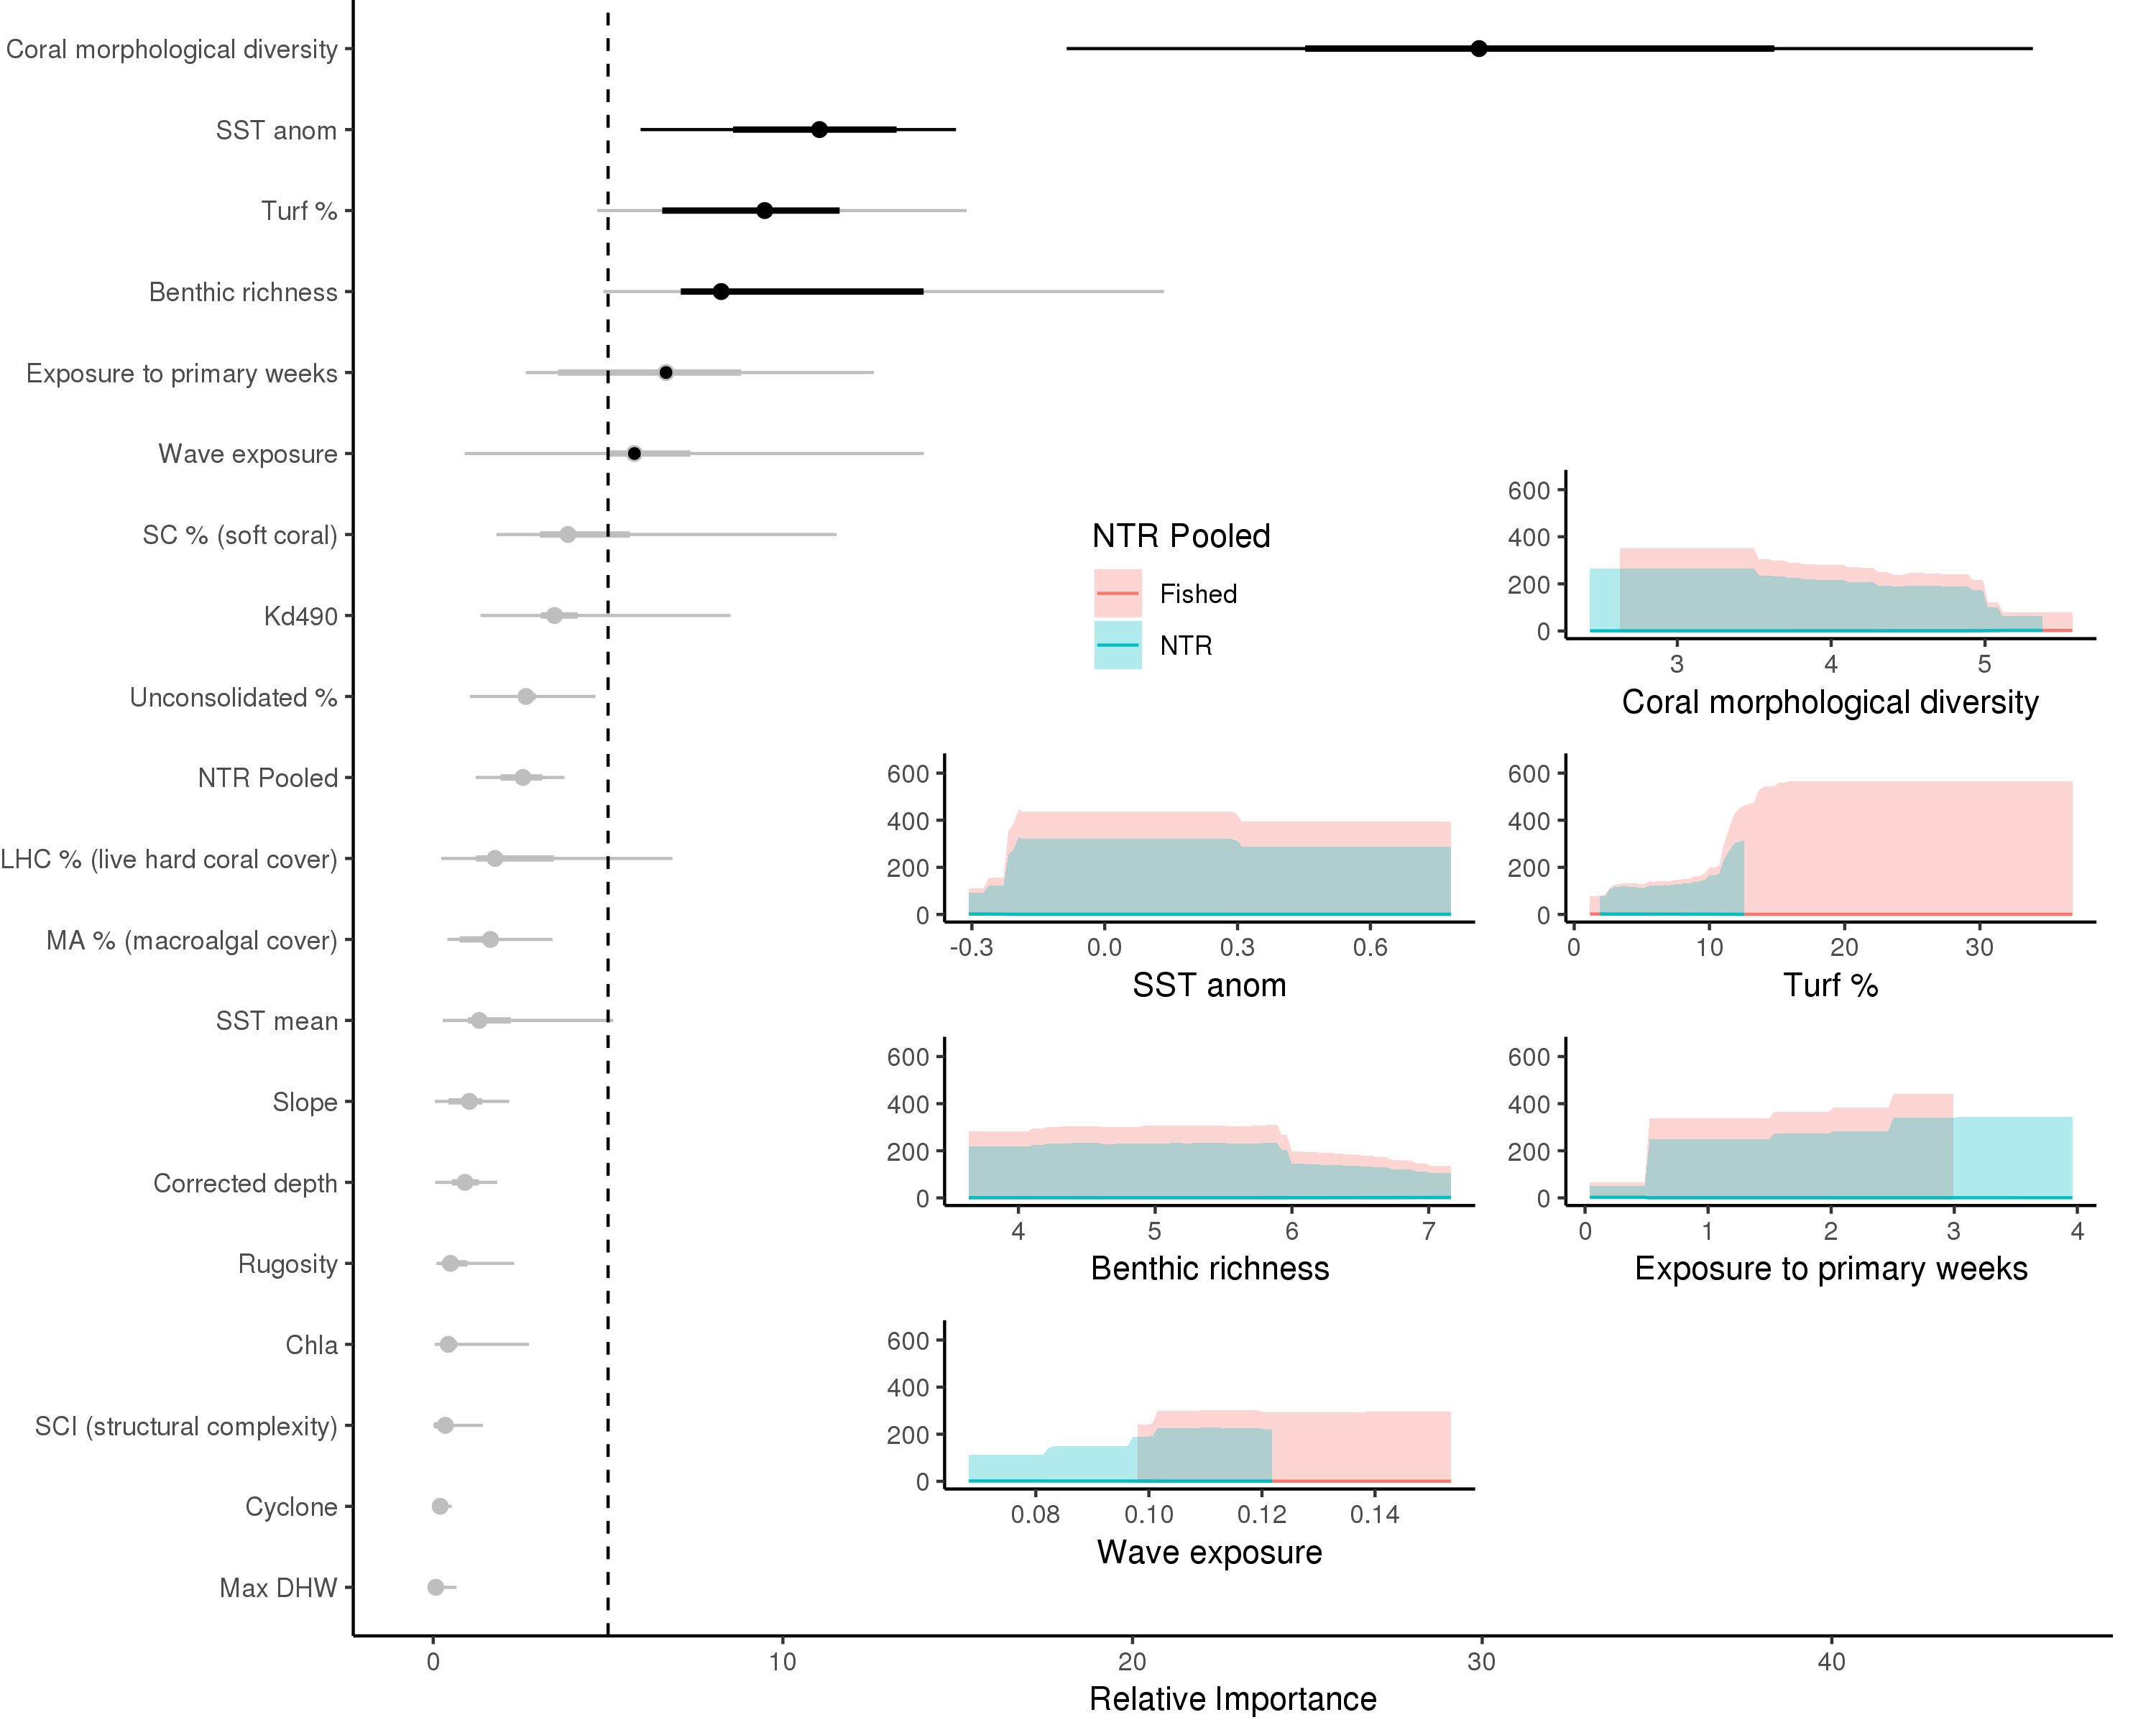 Coral morphological diversity
SST anom
Turf %
Benthic richness
Exposure to primary weeks
Wave exposure
SC % (soft coral)
Kd490
Unconsolidated %
NTR Pooled
LHC % (live hard coral cover)
MA % (macroalgal cover)
SST mean
Slope
Corrected depth
Rugosity
Chla
SCI (structural complexity)
Cyclone
Max DHW
0 10 20 30 40
Relative Importance
NTR Pooled
Fished
NTR
600
400
200
0
3 4 5
Coral morphological diversity
600
400
200
0
-0.3 0.0 0.3 0.6
SST anom
600
400
200
0
0 10 20 30
Turf %
600
400
200
0
4 5 6 7
Benthic richness
600
400
200
0
0 1 2 3 4
Exposure to primary weeks
600
400
200
0
0.08 0.10 0.12 0.14
Wave exposure